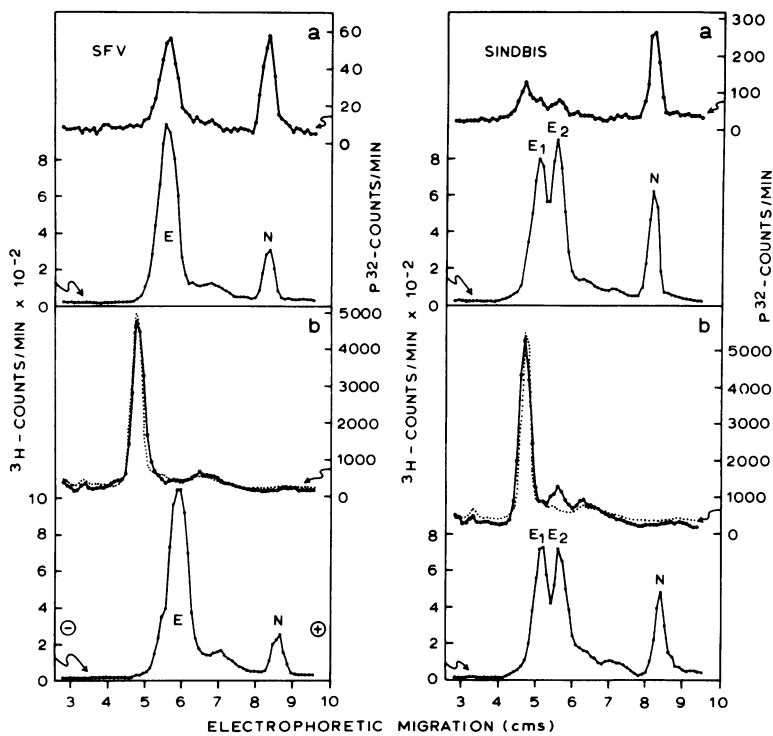 SFV
a
60
40
20
0
8
6
4
2
0
E
N
P32-COUNTS/MIN
b
5000
4000
3000
2000
1000
0
10
8
6
4
2
0
E
N
⊖
⊕
3H-COUNTS/MIN × 10-2
3 4 5 6 7 8 9 10
SINDBIS
a
300
200
100
0
8
6
4
2
0
E1
E2
N
P32-COUNTS/MIN
b
5000
4000
3000
2000
1000
0
8
6
4
2
0
E1 E2
N
3H-COUNTS/MIN × 10-2
3 4 5 6 7 8 9 10
ELECTROPHORETIC MIGRATION (cms)